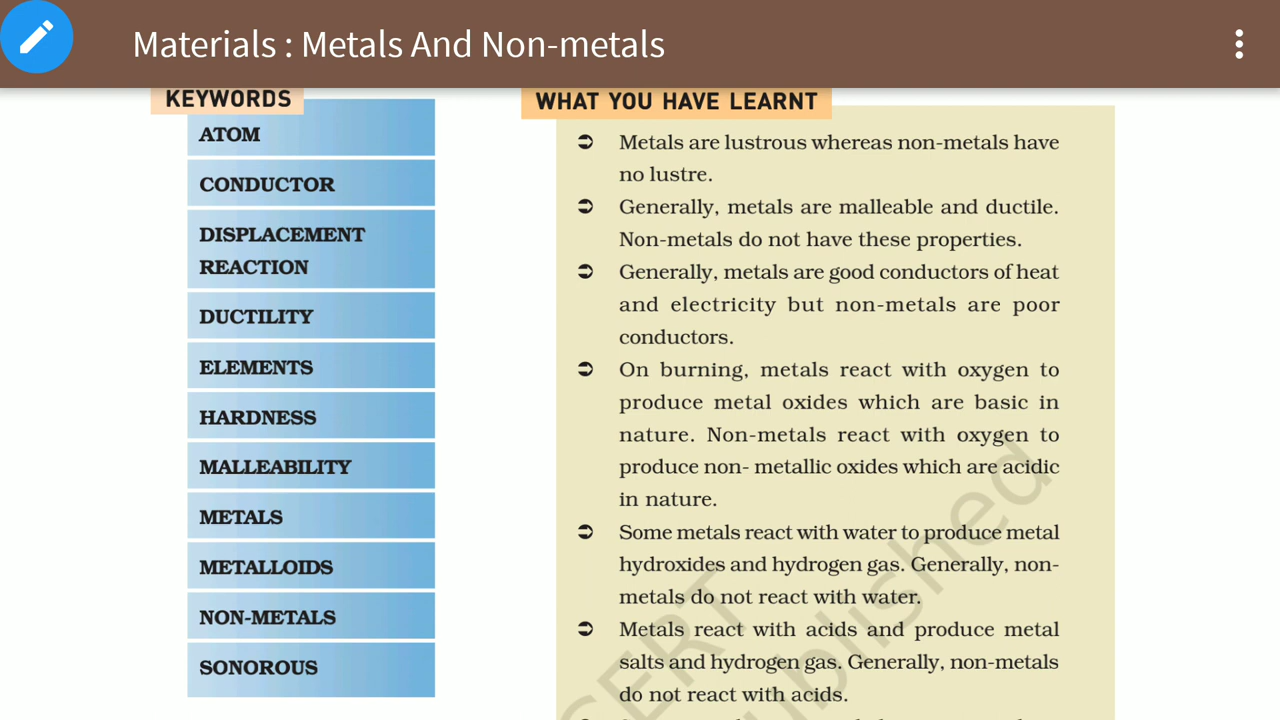 Materials : Metals And Non-metals
KEYWORDS
ATOM
CONDUCTOR
DISPLACEMENT
REACTION
DUCTILITY
ELEMENTS
HARDNESS
MALLEABILITY
METALS
METALLOIDS
NON-METALS
SONOROUS
WHAT YOU HAVE LEARNT
Metals are lustrous whereas non-metals have
no lustre.
Generally, metals are malleable and ductile.
Non-metals do not have these properties.
Generally, metals are good conductors of heat
and electricity but non-metals are poor
conductors.
On burning, metals react with oxygen to
produce metal oxides which are basic in
nature. Non-metals react with oxygen to
produce non- metallic oxides which are acidic
in nature.
Some metals react with water to produce metal
hydroxides and hydrogen gas. Generally, non-
metals do not react with water.
Metals react with acids and produce metal
salts and hydrogen gas. Generally, non-metals
do not react with acids.